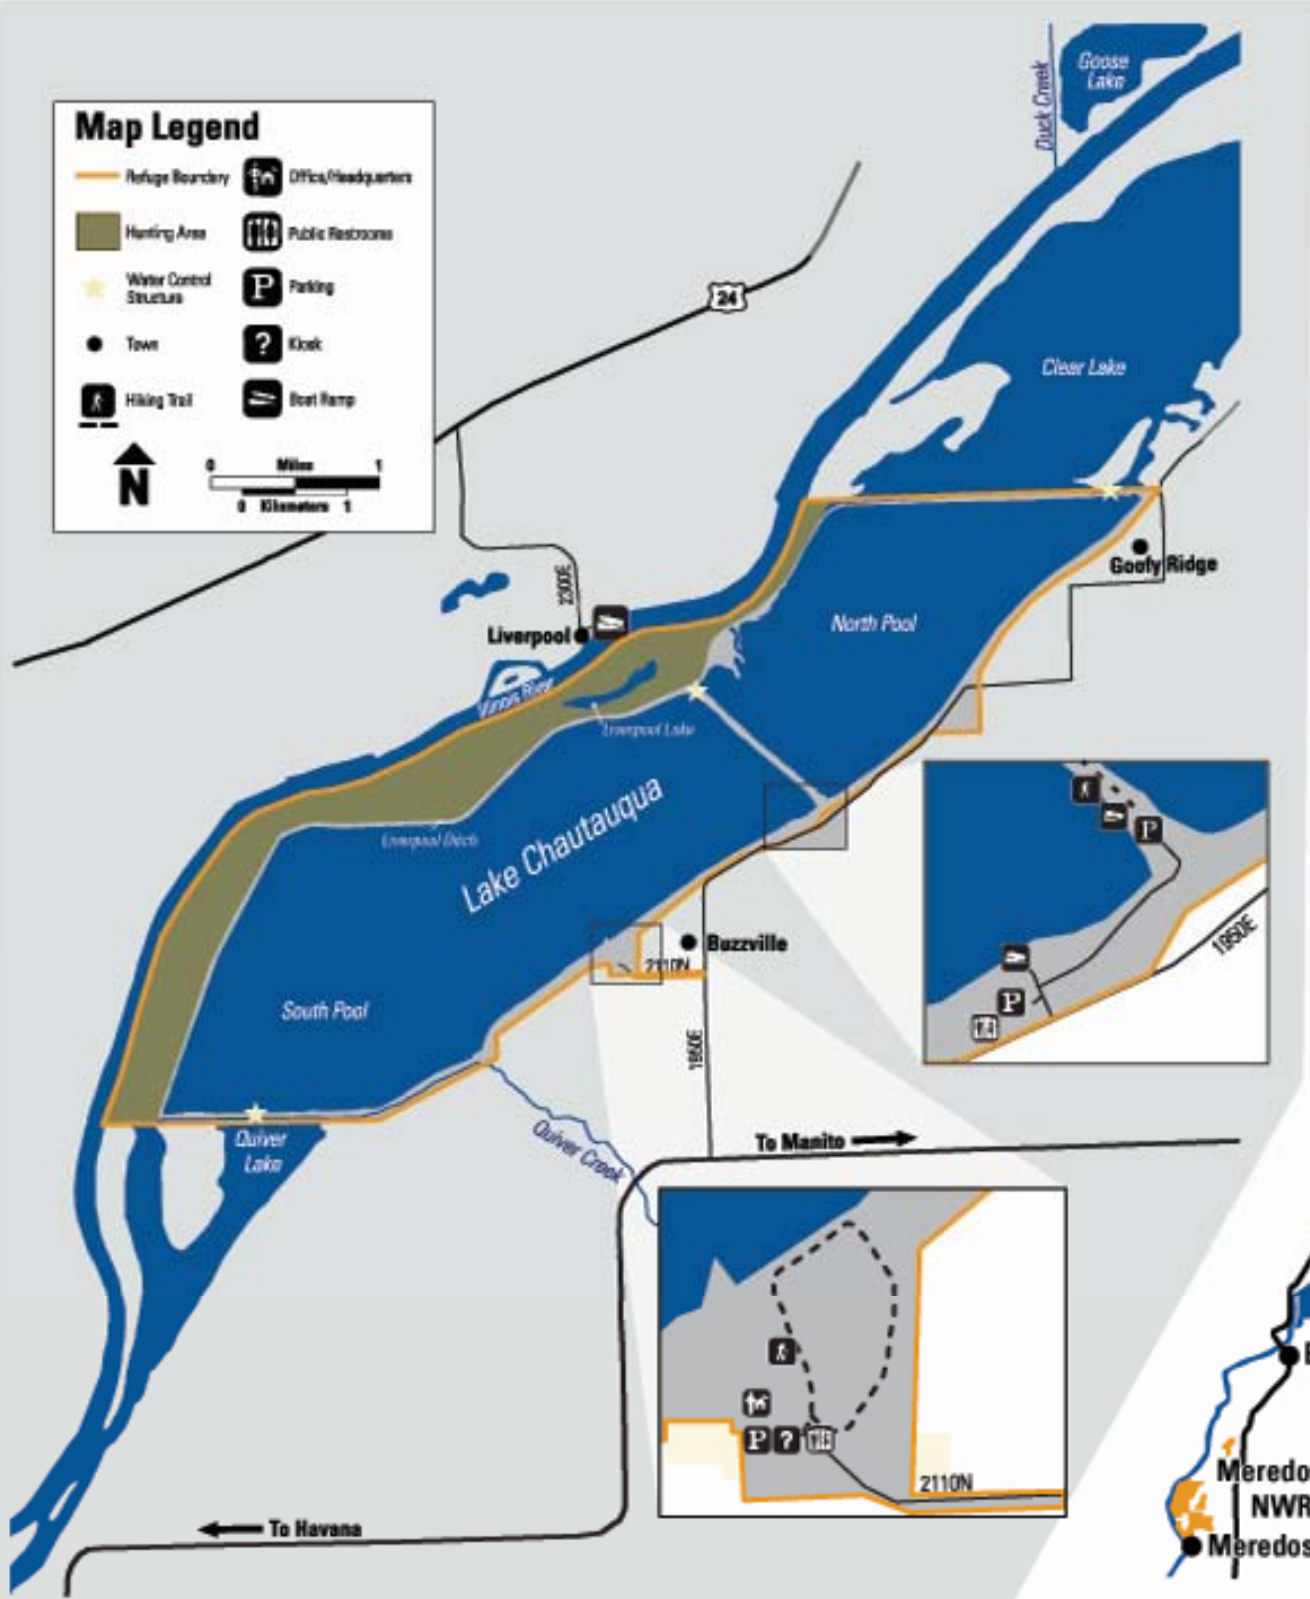 Map Legend
Refuge Boundary
Hunting Area
Water Control
Structure
Town
Hiking Trail
Office/Headquarters
Public Restrooms
P
Parking
?
Kiosk
Boat Ramp
N
0 Miles 1
0 Kilometers 1
Duck Creek
Goose
Lake
24
Clear Lake
Goofy Ridge
2300E
Liverpool
North Pool
Illinois River
Liverpool Lake
Liverpool Ditch
Lake Chautauqua
P
1950E
P
Buzzville
2110N
South Pool
1950E
Quiver
Lake
Quiver Creek
To Manito
P ?
2110N
To Havana
NWR